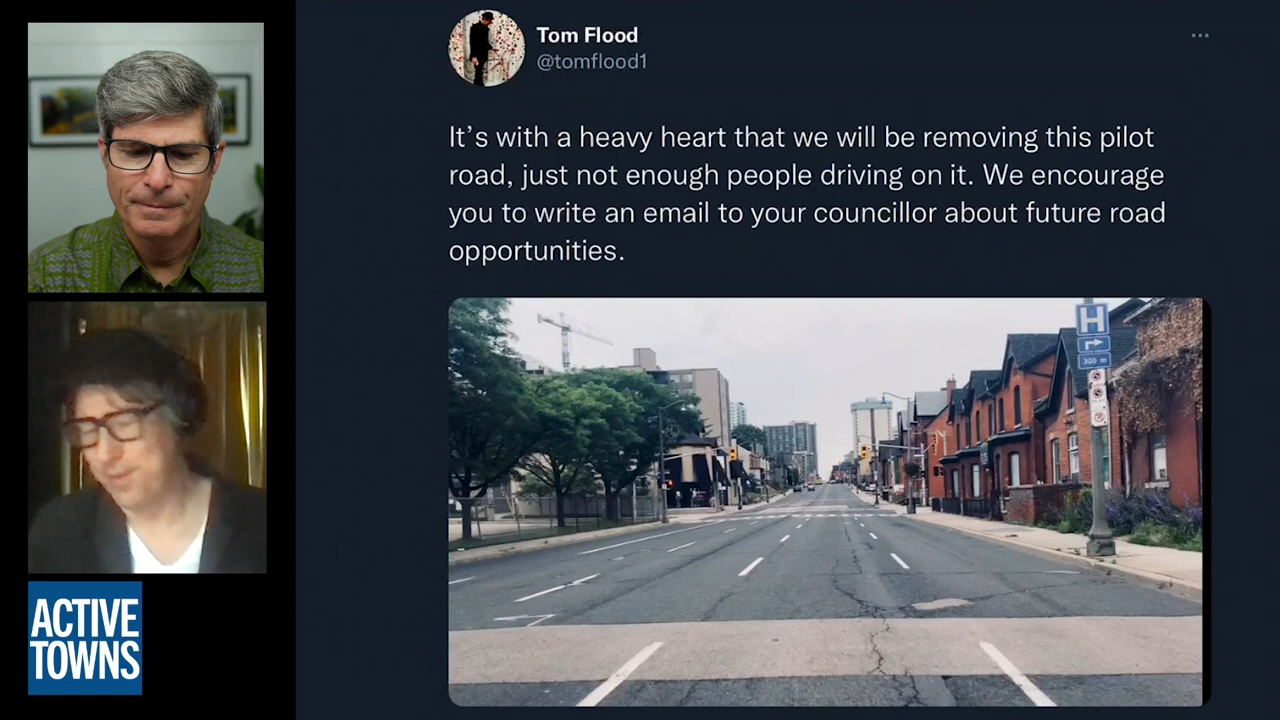 Tom Flood
@tomflood1
It’s with a heavy heart that we will be removing this pilot
road, just not enough people driving on it. We encourage
you to write an email to your councillor about future road
opportunities.
H
300 m
ACTIVE
TOWNS